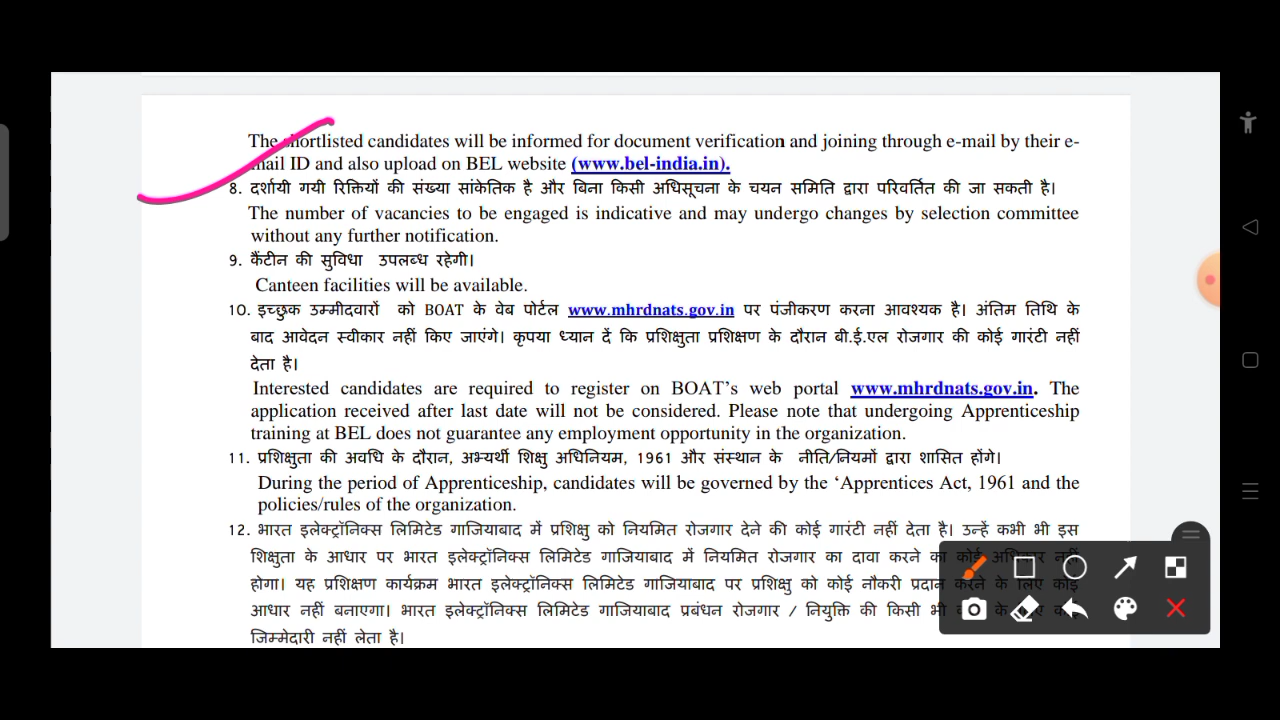 The shortlisted candidates will be informed for document verification and joining through e-mail by their e-
mail ID and also upload on BEL website (www.bel-india.in).
8. दर्शायी गयी रिक्तियों की संख्या सांकेतिक है और बिना किसी अधिसूचना के चयन समिति द्वारा परिवर्तित की जा सकती है।
The number of vacancies to be engaged is indicative and may undergo changes by selection committee
without any further notification.
9. कैंटीन की सुविधा उपलब्ध रहेगी।
Canteen facilities will be available.
10. इच्छुक उम्मीदवारों को BOAT के वेब पोर्टल www.mhrdnats.gov.in पर पंजीकरण करना आवश्यक है। अंतिम तिथि के
बाद आवेदन स्वीकार नहीं किए जाएंगे। कृपया ध्यान दें कि प्रशिक्षुता प्रशिक्षण के दौरान बी.ई.एल रोजगार की कोई गारंटी नहीं
देता है।
Interested candidates are required to register on BOAT's web portal www.mhrdnats.gov.in. The
application received after last date will not be considered. Please note that undergoing Apprenticeship
training at BEL does not guarantee any employment opportunity in the organization.
11. प्रशिक्षुता की अवधि के दौरान, अभ्यर्थी शिक्षु अधिनियम, 1961 और संस्थान के नीति/नियमों द्वारा शासित होंगे।
During the period of Apprenticeship, candidates will be governed by the ‘Apprentices Act, 1961 and the
policies/rules of the organization.
12. भारत इलेक्ट्रॉनिक्स लिमिटेड गाजियाबाद में प्रशिक्षु को नियमित रोजगार देने की कोई गारंटी नहीं देता है। उन्हें कभी भी इस
शिक्षुता के आधार पर भारत इलेक्ट्रॉनिक्स लिमिटेड गाजियाबाद में नियमित रोजगार का दावा करने का कोई अधिकार नहीं
होगा। यह प्रशिक्षण कार्यक्रम भारत इलेक्ट्रॉनिक्स लिमिटेड गाजियाबाद पर प्रशिक्षु को कोई नौकरी प्रदान करने के लिए कोई
आधार नहीं बनाएगा। भारत इलेक्ट्रॉनिक्स लिमिटेड गाजियाबाद प्रबंधन रोजगार / नियुक्ति की किसी भी के
जिम्मेदारी नहीं लेता है।